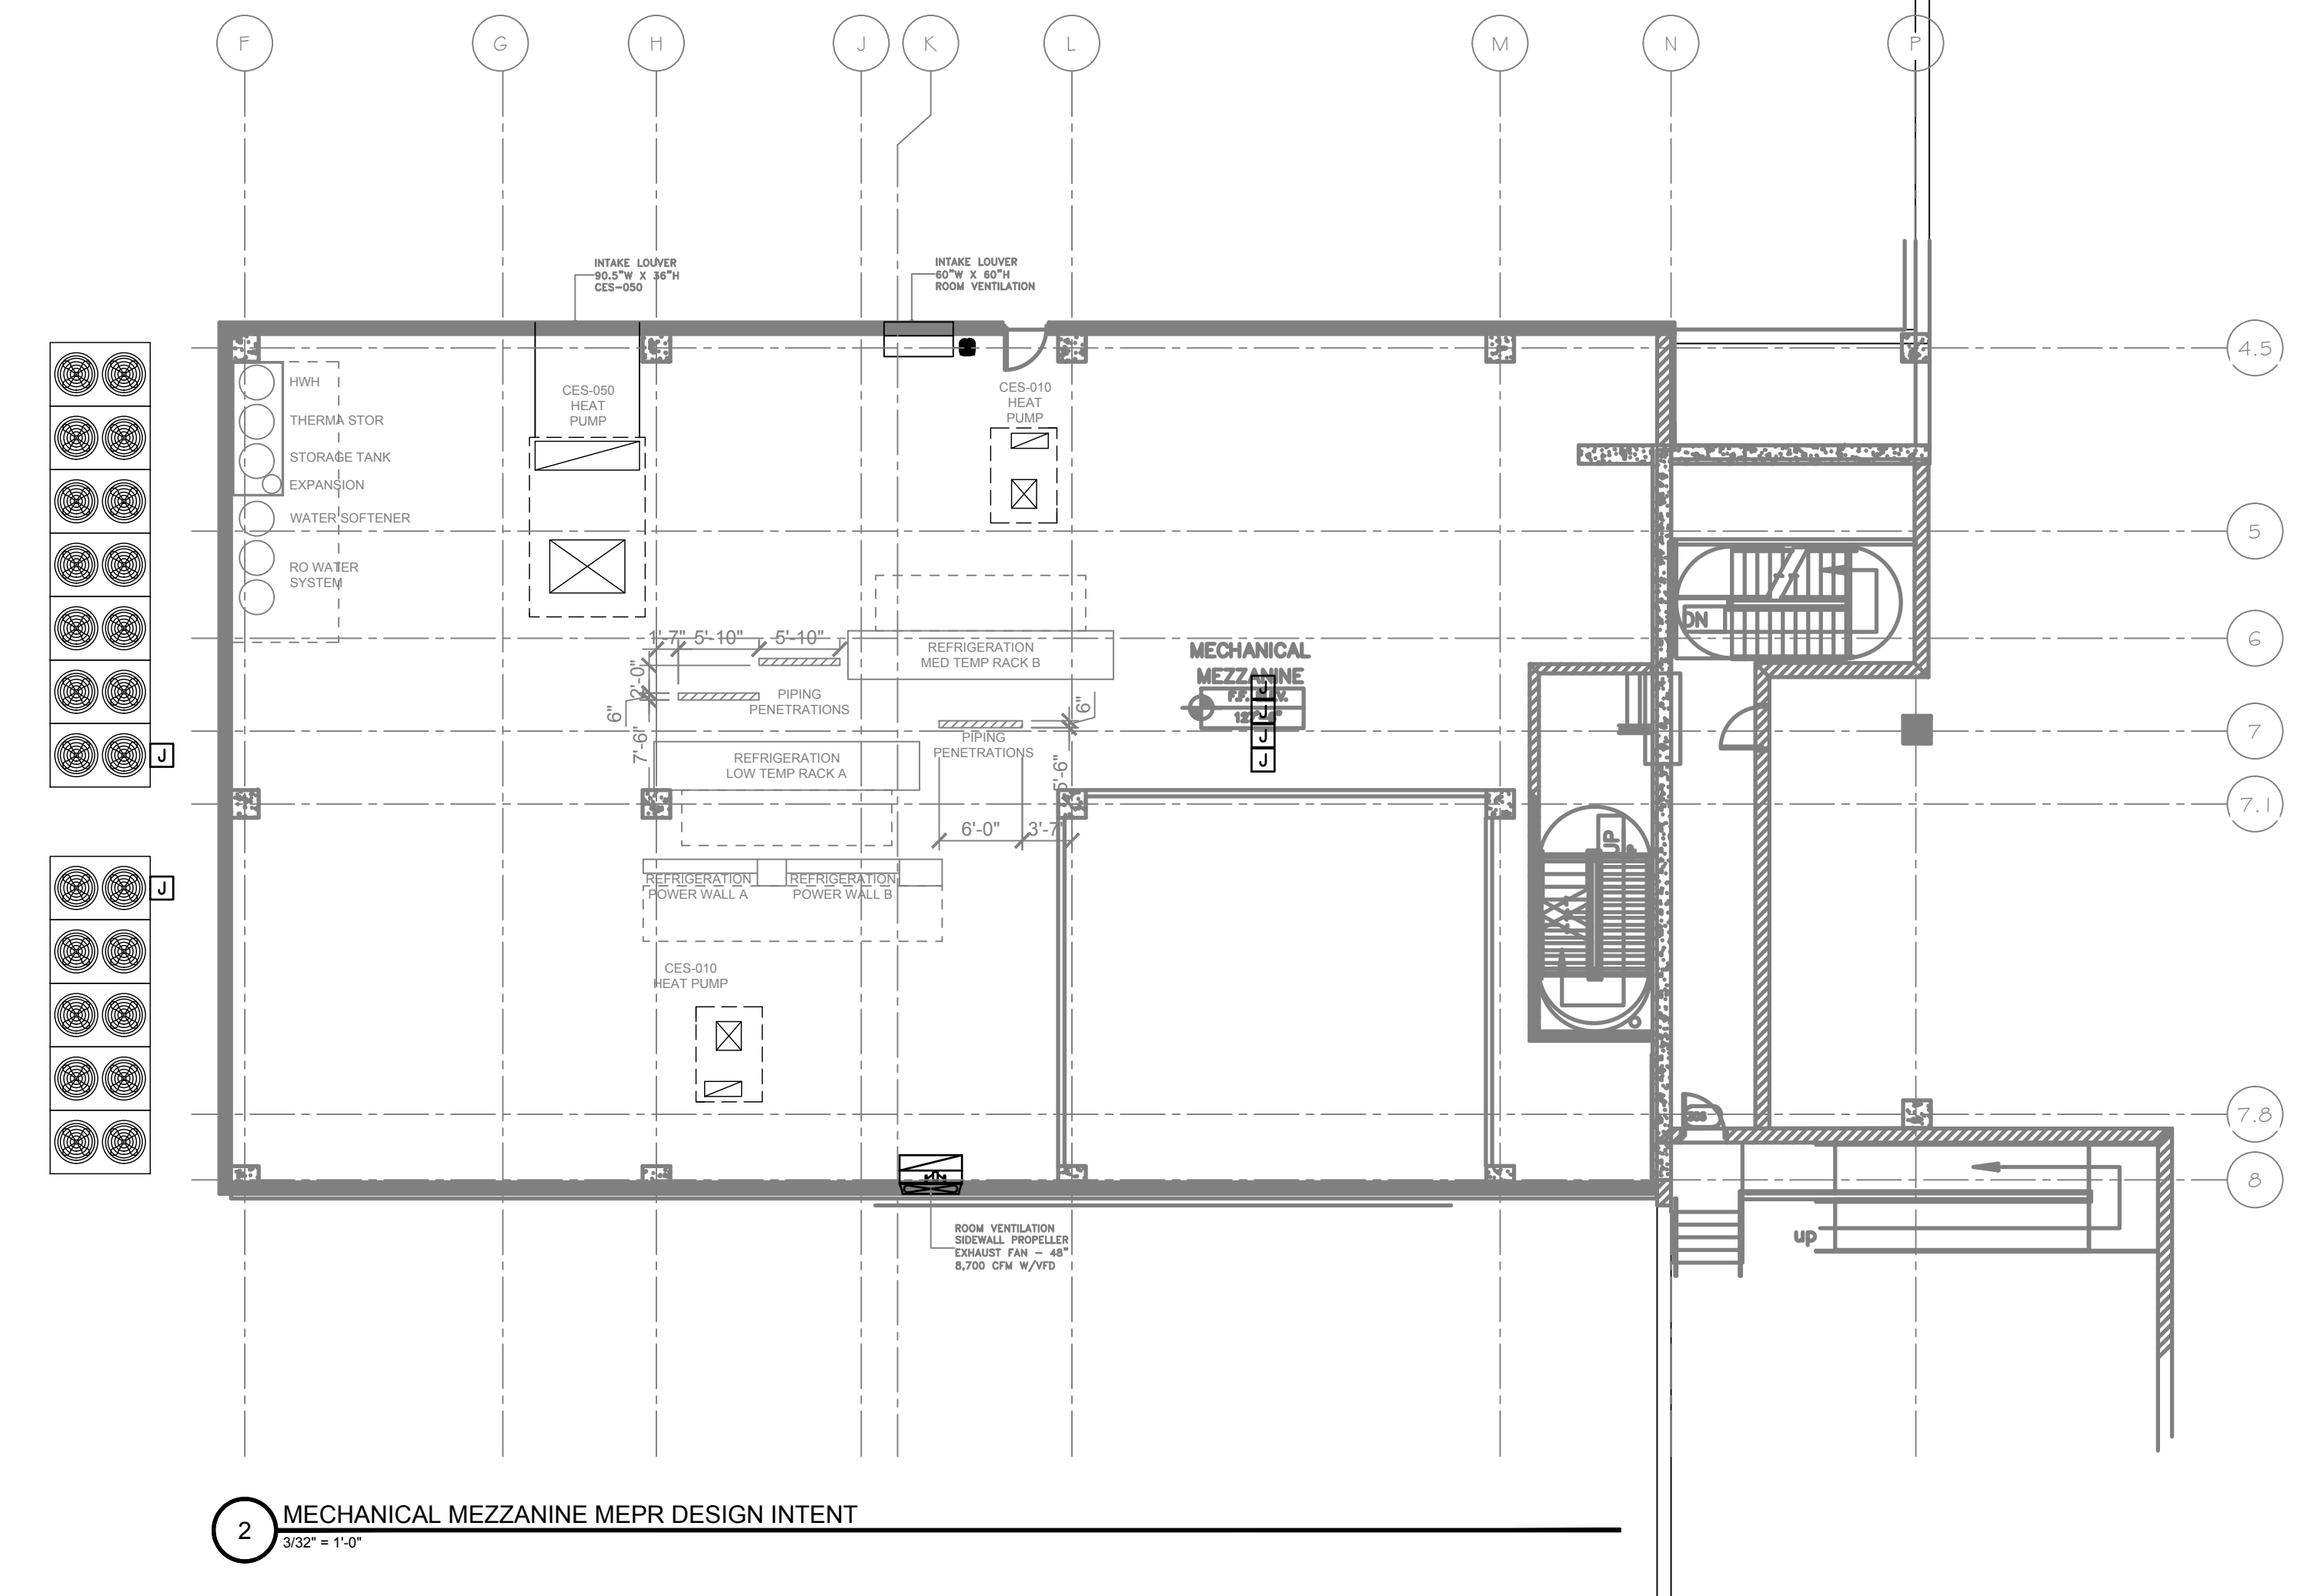 F
G
H
J
K
L
M
N
P
INTAKE LOUVER
90.5"W X 36"H
CES-050
INTAKE LOUVER
60"W X 60"H
ROOM VENTILATION
4.5
HWH
THERMA STOR
STORAGE TANK
EXPANSION
WATER SOFTENER
RO WATER
SYSTEM
CES-050
HEAT
PUMP
CES-010
HEAT
PUMP
5
DN
6
1'-7" 5'-10" 5'-10"
2'-0"
6"
7'-6"
REFRIGERATION
MED TEMP RACK B
MECHANICAL
MEZZANINE
F.F.
J
J
J
J
PIPING
PENETRATIONS
6"
PIPING
PENETRATIONS
7
J
REFRIGERATION
LOW TEMP RACK A
7.1
6'-0"
UP
J
REFRIGERATION
POWER WALL A
REFRIGERATION
POWER WALL B
CES-010
HEAT PUMP
7.8
8
up
ROOM VENTILATION
SIDEWALL PROPELLER
EXHAUST FAN - 48"
8,700 CFM W/VFD
2
MECHANICAL MEZZANINE MEPR DESIGN INTENT
3/32" = 1'-0"